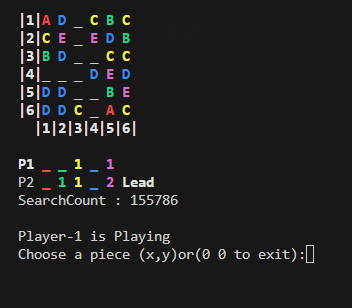 |1|A D _ C B C
|2|C E _ E D B
|3|B D _ _ C C
|4|_ _ _ D E D
|5|D D _ _ B E
|6|D D C _ A C
|1|2|3|4|5|6|
P1 _ _ 1 _ 1
P2 _ 1 1 _ 2 Lead
SearchCount : 155786
Player-1 is Playing
Choose a piece (x,y)or(0 0 to exit):